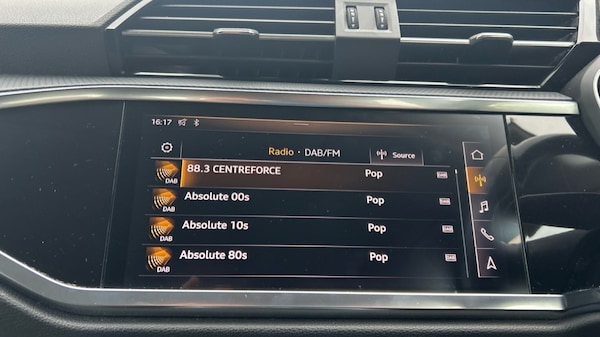 16:17
Radio • DAB/FM
Source
88.3 CENTREFORCE Pop
DAB
Absolute 00s Pop
DAB
Absolute 10s Pop
DAB
Absolute 80s Pop
DAB